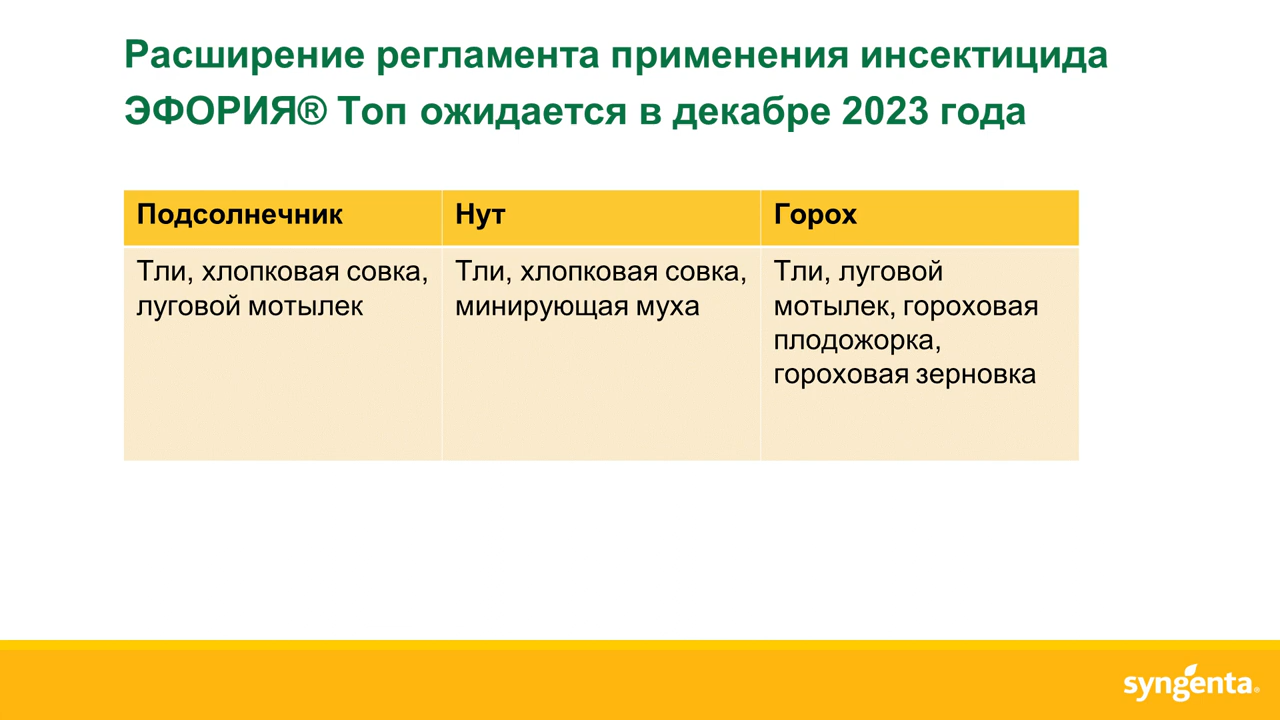 Расширение регламента применения инсектицида
ЭФОРИЯ® Топ ожидается в декабре 2023 года
Подсолнечник
Нут
Горох
Тли, хлопковая совка,
луговой мотылек
Тли, хлопковая совка,
минирующая муха
Тли, луговой
мотылек, гороховая
плодожорка,
гороховая зерновка
syngenta®